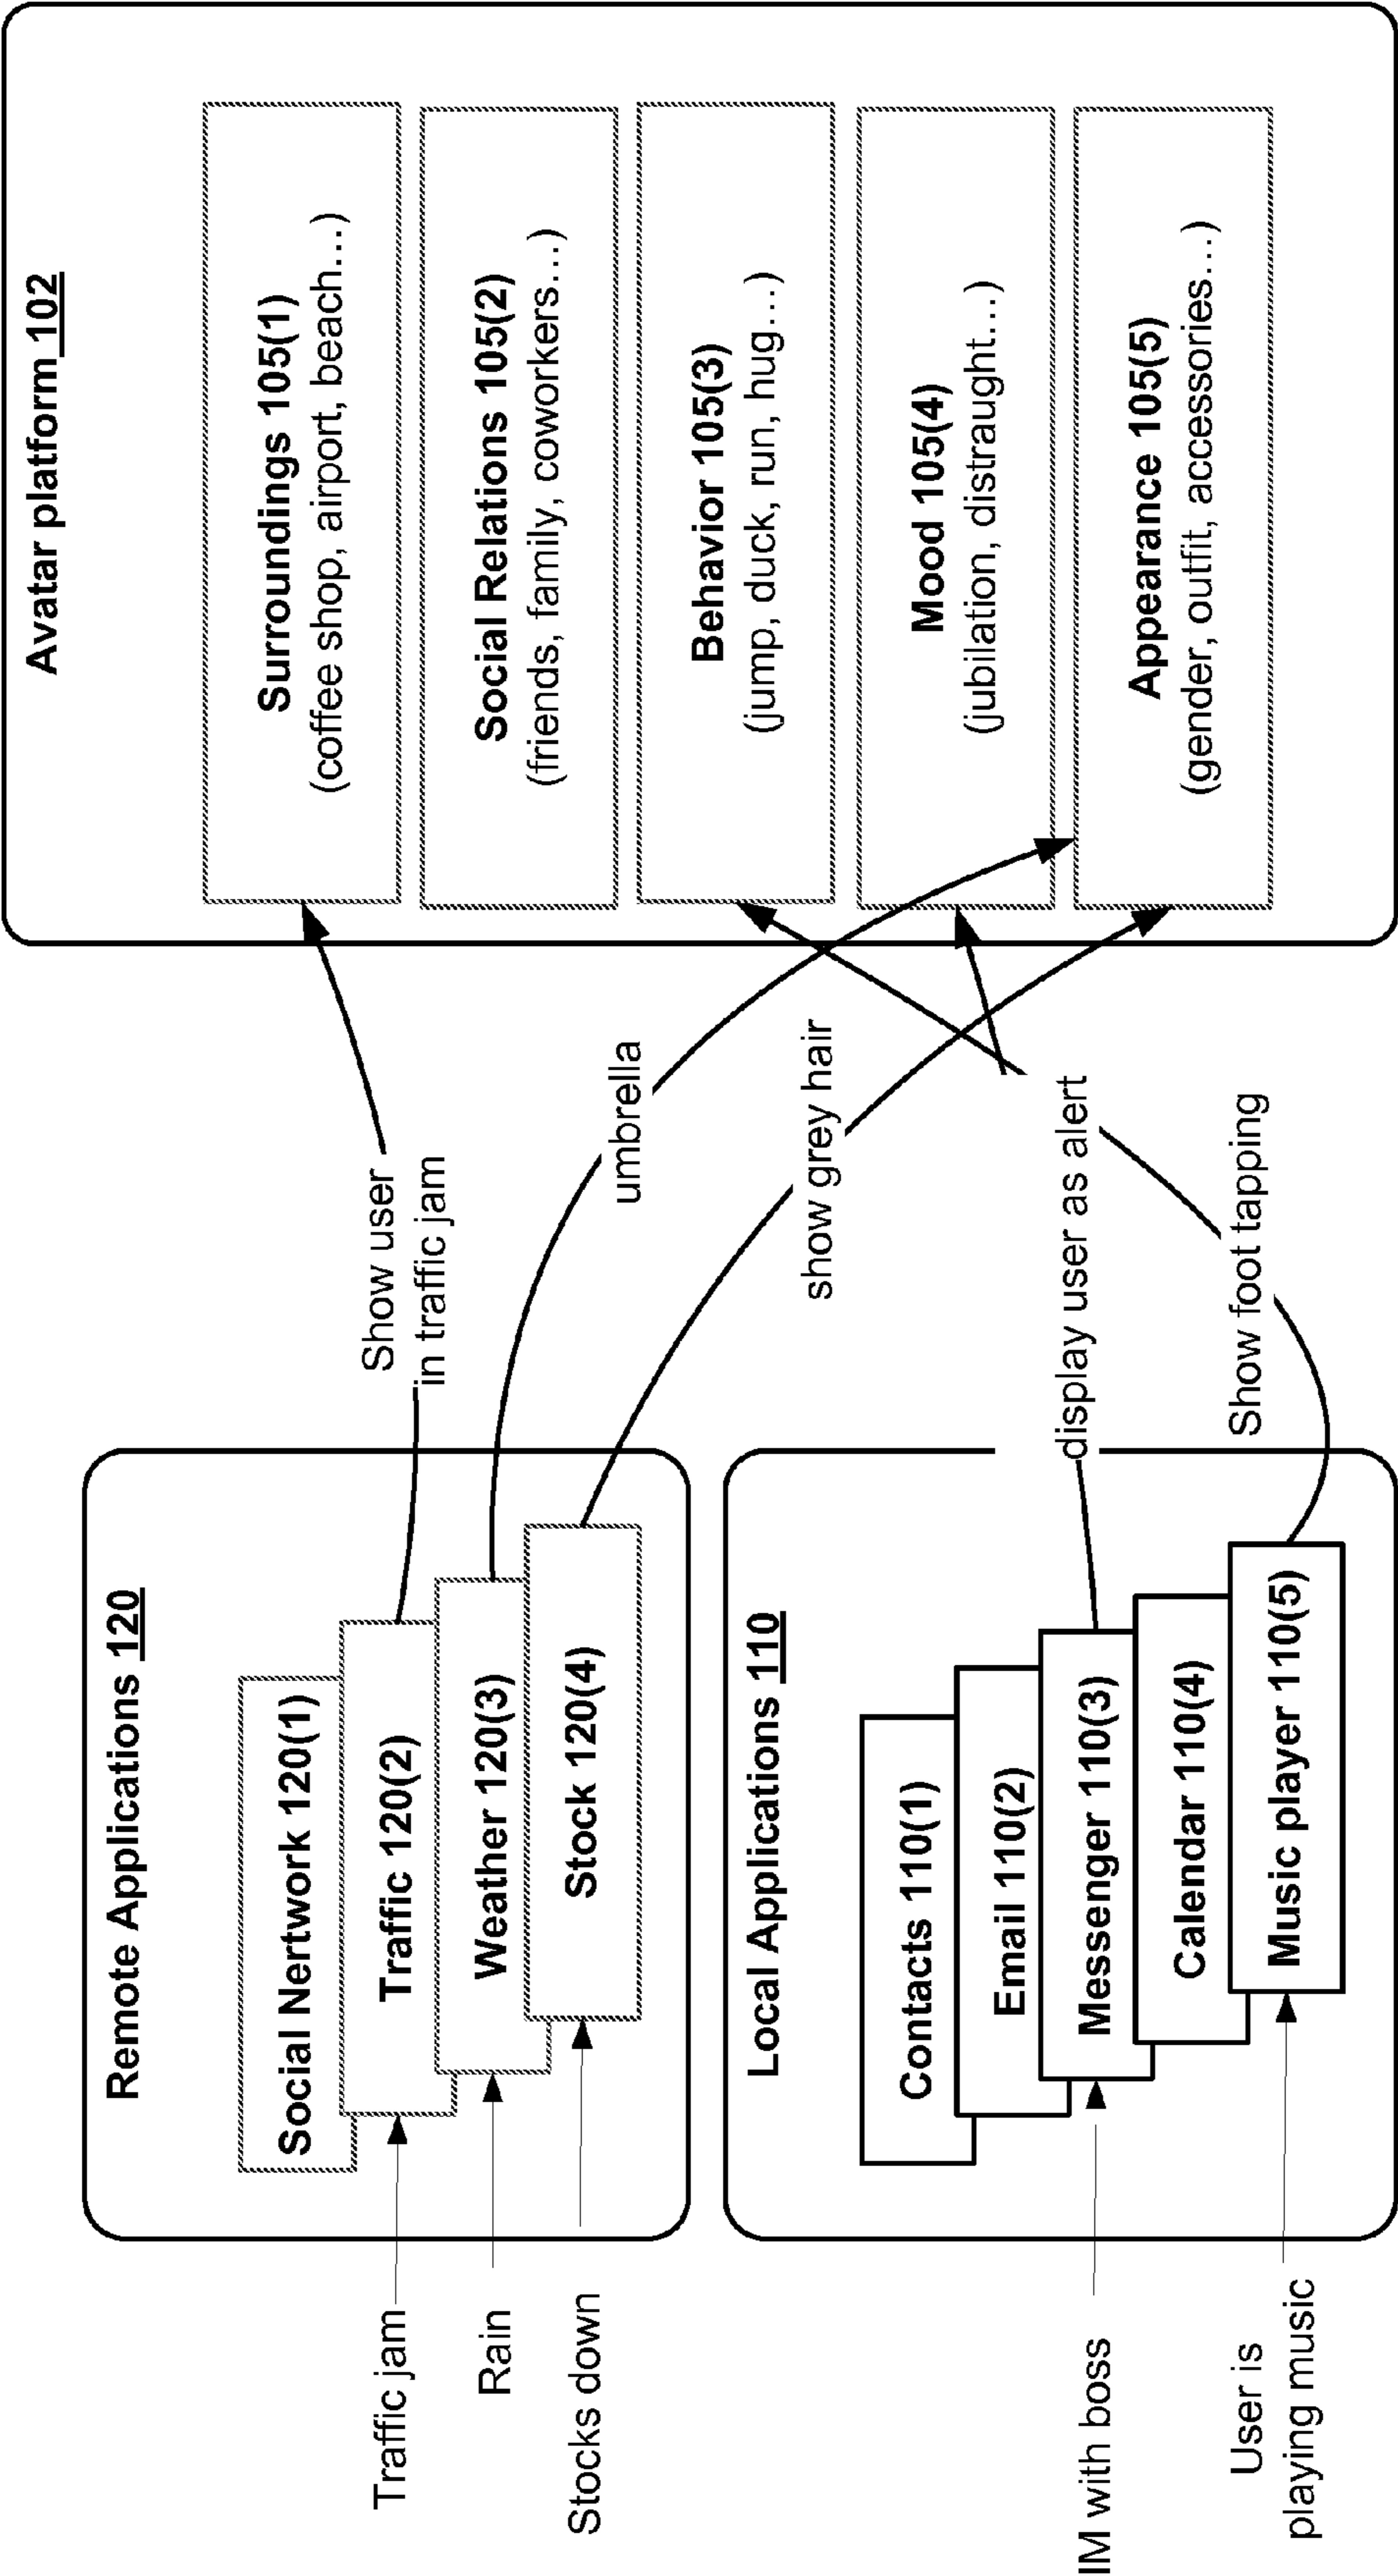 Traffic jam
Rain
Stocks down
IM with boss
User is
playing music
Remote Applications 120
Social Nertwork 120(1)
Traffic 120(2)
Weather 120(3)
Stock 120(4)
Local Applications 110
Contacts 110(1)
Email 110(2)
Messenger 110(3)
Calendar 110(4)
Music player 110(5)
Show user
in traffic jam
umbrella
show grey hair
display user as alert
Show foot tapping
Avatar platform 102
Surroundings 105(1)
(coffee shop, airport, beach...)
Social Relations 105(2)
(friends, family, coworkers...)
Behavior 105(3)
(jump, duck, run, hug...)
Mood 105(4)
(jubilation, distraught...)
Appearance 105(5)
(gender, outfit, accessories...)